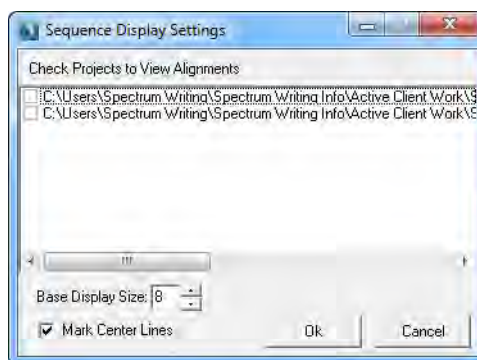 Sequence Display Settings
Check Projects to View Alignments
C:\Users\Spectrum Writing\Spectrum Writing Info\Active Client Work\S
C:\Users\Spectrum Writing\Spectrum Writing Info\Active Client Work\S
Base Display Size: 8
Mark Center Lines
Ok
Cancel